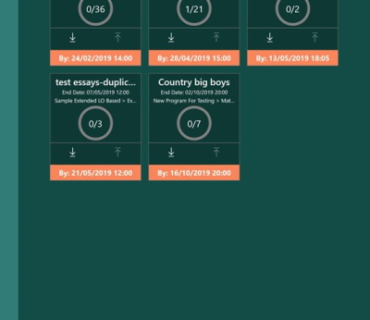 0/36
1/21
0/2
By: 24/02/2019 14:00
By: 28/04/2019 15:00
By: 13/05/2019 18:05
test essays-duplic...
End Date: 07/05/2019 12:00
Sample Extended LO Based > Ex...
0/3
By: 21/05/2019 12:00
Country big boys
End Date: 02/10/2019 20:00
New Program For Testing > Mat...
0/7
By: 16/10/2019 20:00